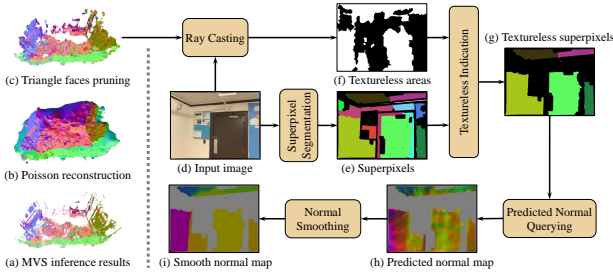 Ray Casting
(c) Triangle faces pruning
(f) Textureless areas
(g) Textureless superpixels
Superpixel
Segmentation
Textureless Indication
(b) Poisson reconstruction
(d) Input image
(e) Superpixels
Normal
Smoothing
Predicted Normal
Querying
(a) MVS inference results
(i) Smooth normal map
(h) Predicted normal map